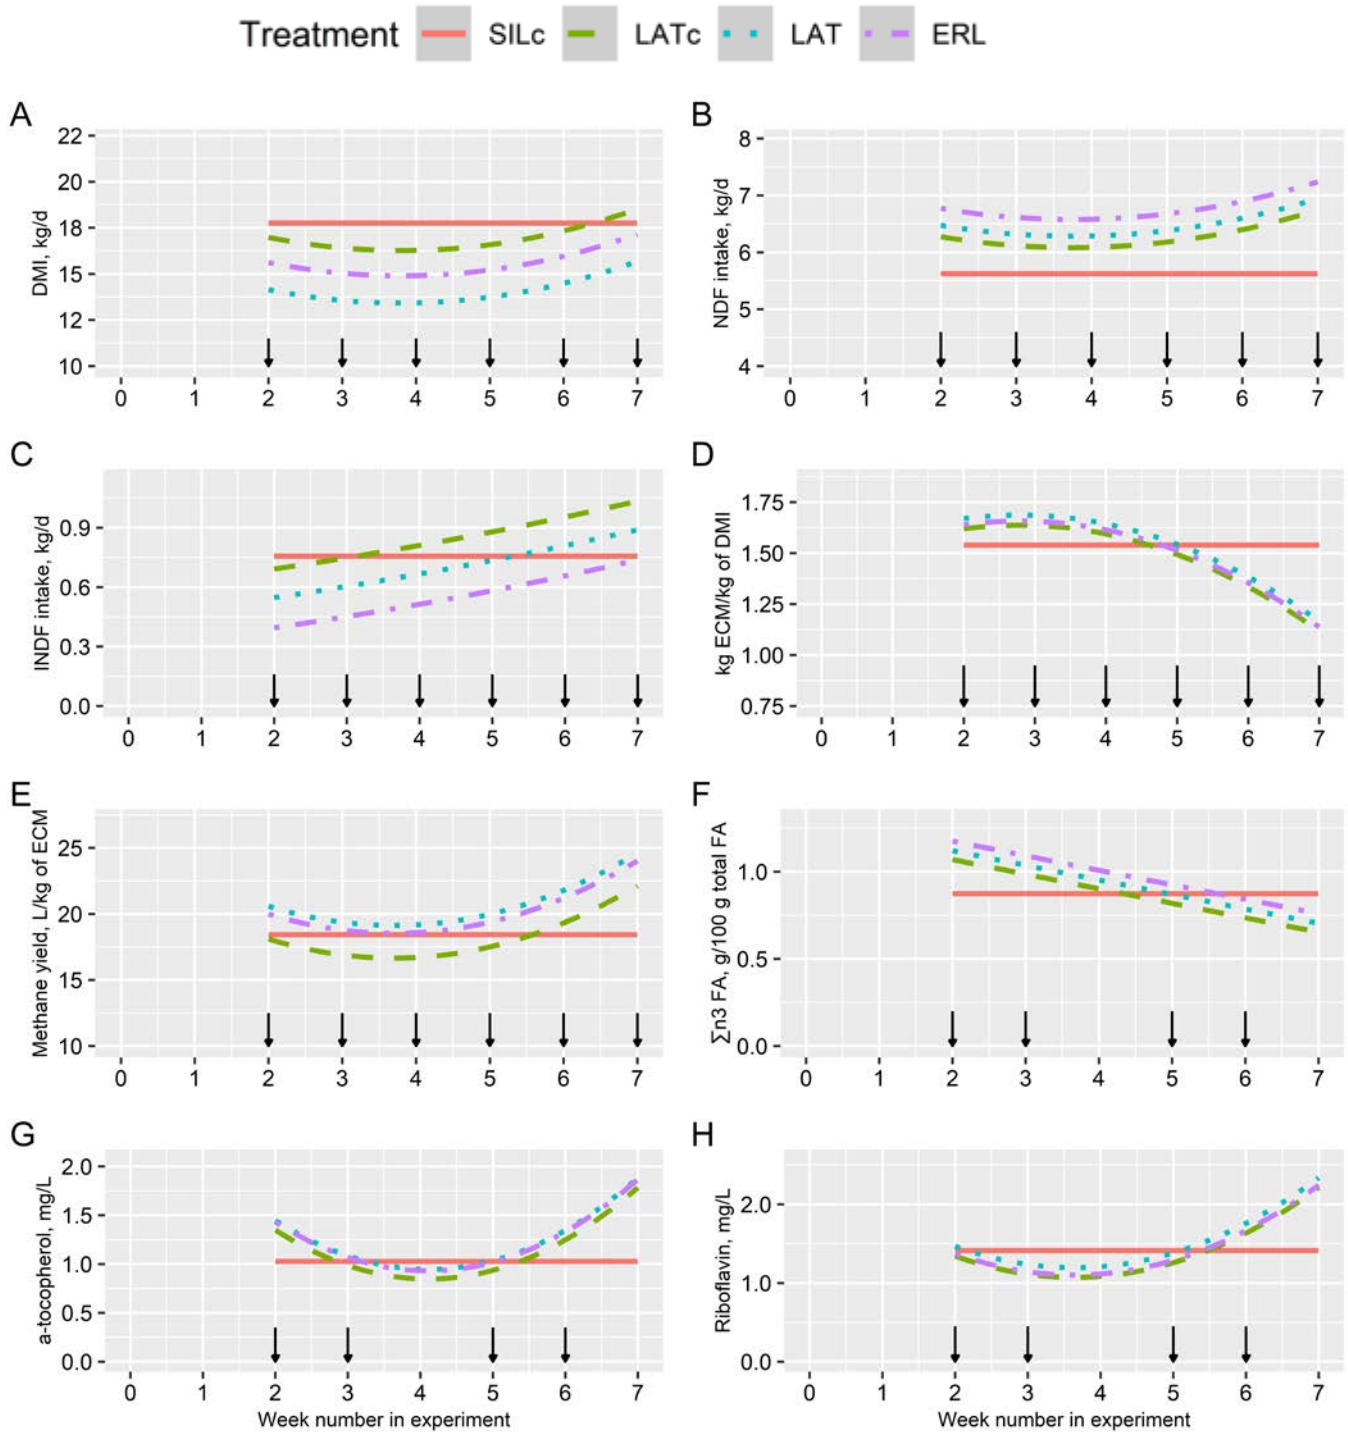 Treatment SILc LATc LAT ERL
A
DMI, kg/d
22
20
18
15
12
10
0 1 2 3 4 5 6 7
B
NDF intake, kg/d
8
7
6
5
4
0 1 2 3 4 5 6 7
C
INDF intake, kg/d
0.9
0.6
0.3
0.0
0 1 2 3 4 5 6 7
D
kg ECM/kg of DMI
1.75
1.50
1.25
1.00
0.75
0 1 2 3 4 5 6 7
E
Methane yield, L/kg of ECM
25
20
15
10
0 1 2 3 4 5 6 7
F
∑n3 FA, g/100 g total FA
1.0
0.5
0.0
0 1 2 3 4 5 6 7
G
a-tocopherol, mg/L
2.0
1.5
1.0
0.5
0.0
0 1 2 3 4 5 6 7
Week number in experiment
H
Riboflavin, mg/L
2.0
1.0
0.0
0 1 2 3 4 5 6 7
Week number in experiment